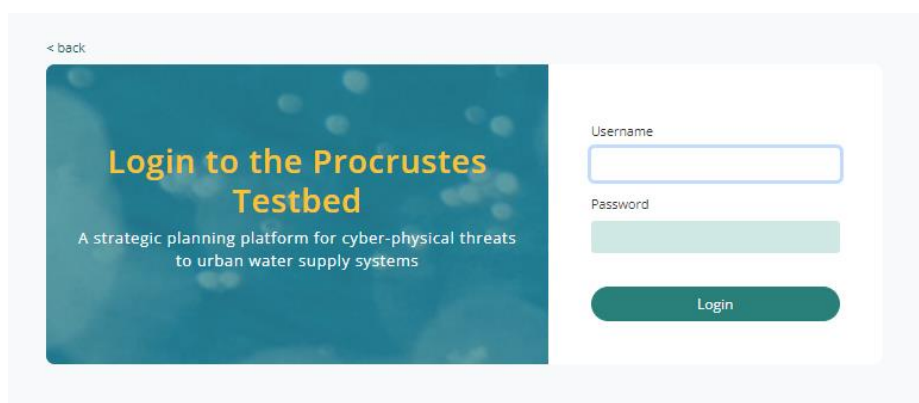 < back
Login to the Procrustes
Testbed
A strategic planning platform for cyber-physical threats
to urban water supply systems
Username
Password
Login